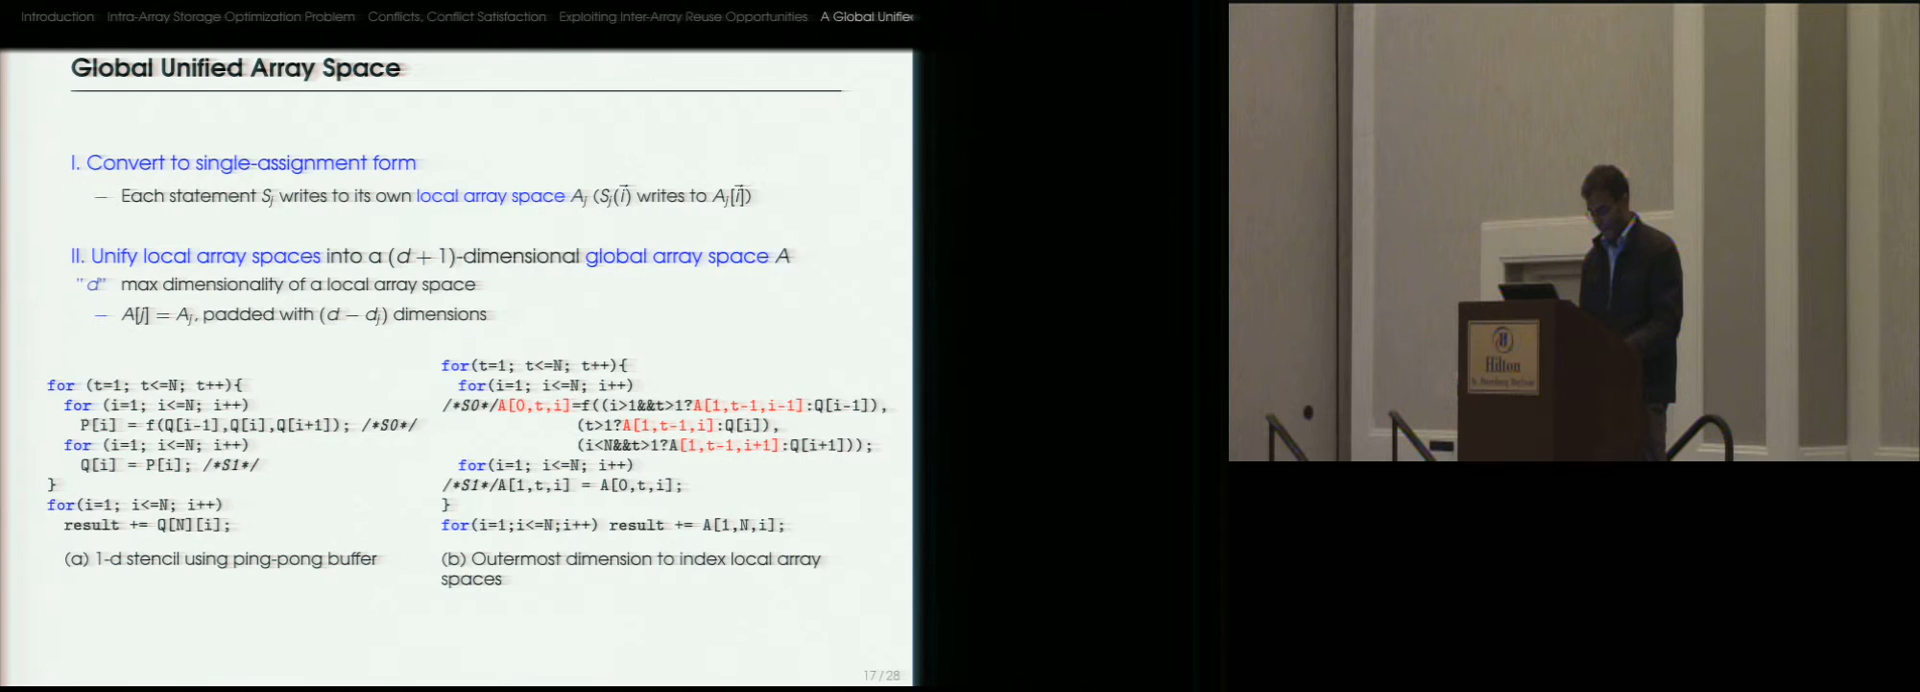 Introduction Intra-Array Storage Optimization Problem Conflicts, Conflict Satisfaction Exploiting Inter-Array Reuse Opportunities A Global Unified
Global Unified Array Space
I. Convert to single-assignment form
– Each statement Sⱼ writes to its own local array space Aⱼ (Sⱼ(i⃗) writes to Aⱼ[i⃗])
II. Unify local array spaces into a (d + 1)-dimensional global array space A
"d" max dimensionality of a local array space
– A[j] = Aⱼ, padded with (d − dⱼ) dimensions
for (t=1; t<=N; t++){
for (i=1; i<=N; i++)
P[i] = f(Q[i-1],Q[i],Q[i+1]); /*S0*/
for (i=1; i<=N; i++)
Q[i] = P[i]; /*S1*/
}
for(i=1; i<=N; i++)
result += Q[N][i];
(a) 1-d stencil using ping-pong buffer
for(t=1; t<=N; t++){
for(i=1; i<=N; i++)
/*S0*/A[0,t,i]=f((i>1&&t>1?A[1,t-1,i-1]:Q[i-1]),
(t>1?A[1,t-1,i]:Q[i]),
(i<N&&t>1?A[1,t-1,i+1]:Q[i+1]));
for(i=1; i<=N; i++)
/*S1*/A[1,t,i] = A[0,t,i];
}
for(i=1;i<=N;i++) result += A[1,N,i];
(b) Outermost dimension to index local array
spaces
17/28
Hilton